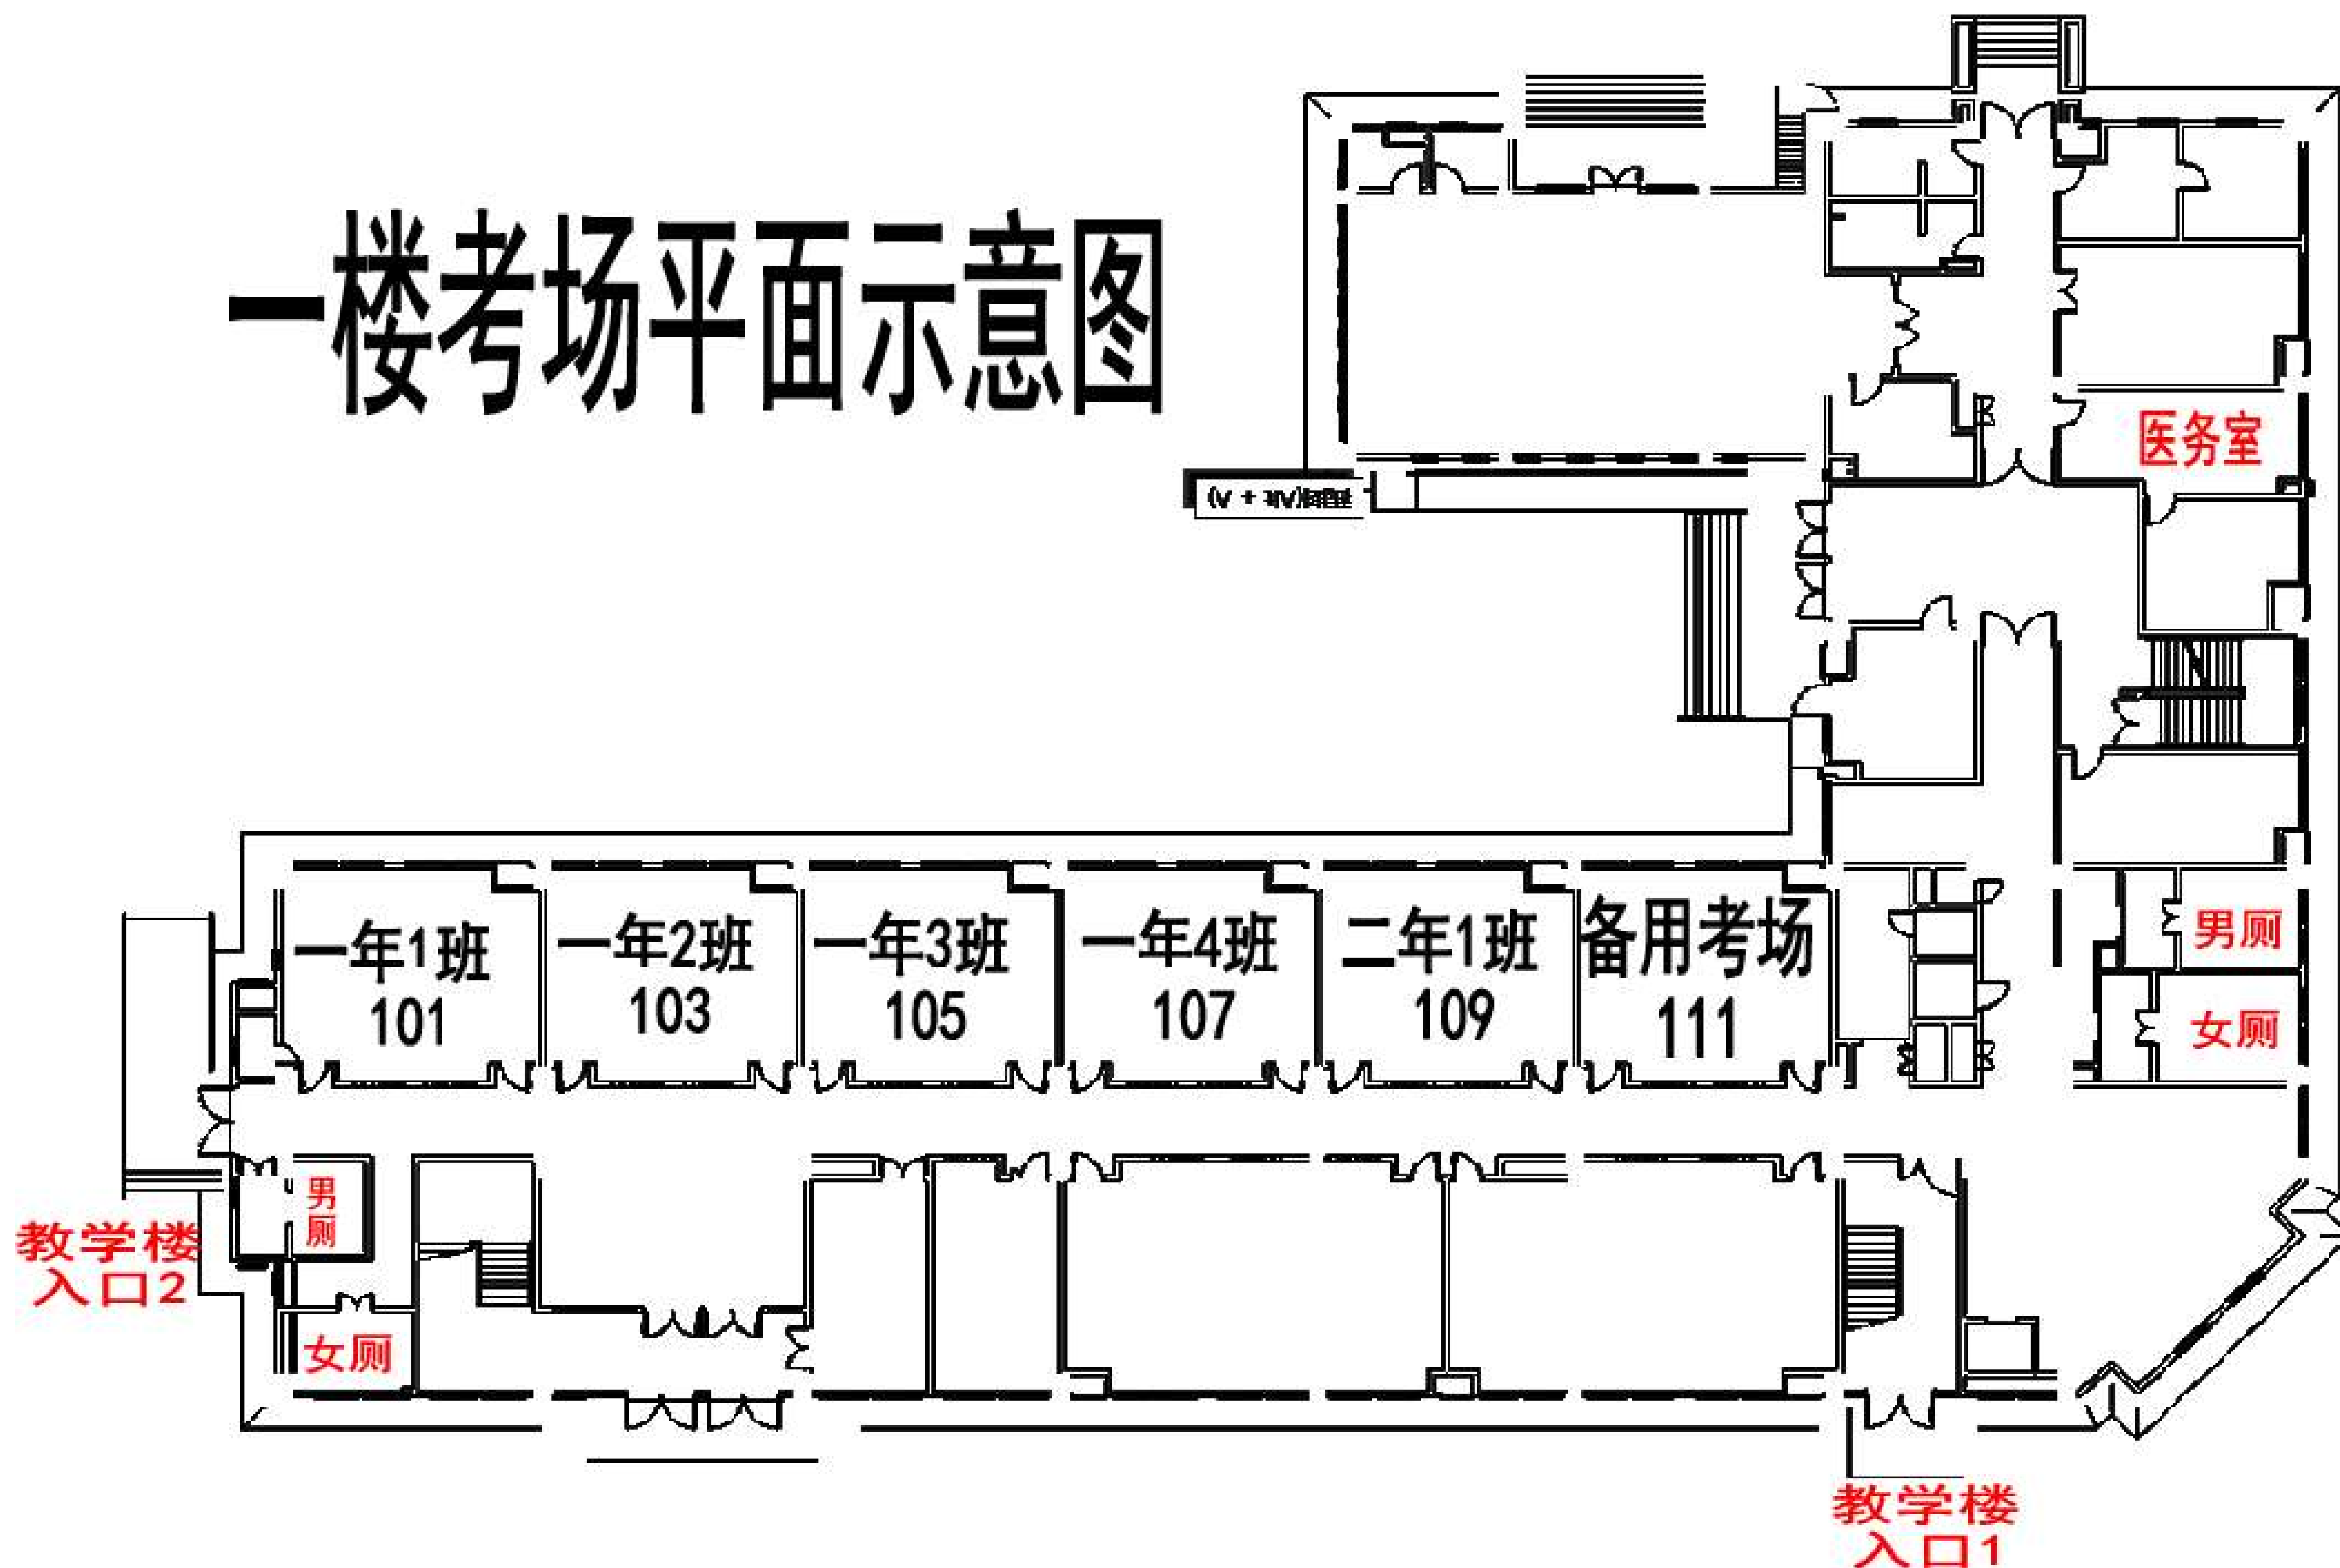 一楼考场平面示意图
医务室
一年1班
101
一年2班
103
一年3班
105
一年4班
107
二年1班
109
备用考场
111
男厕
女厕
男
厕
女厕
教学楼
入口2
教学楼
入口1